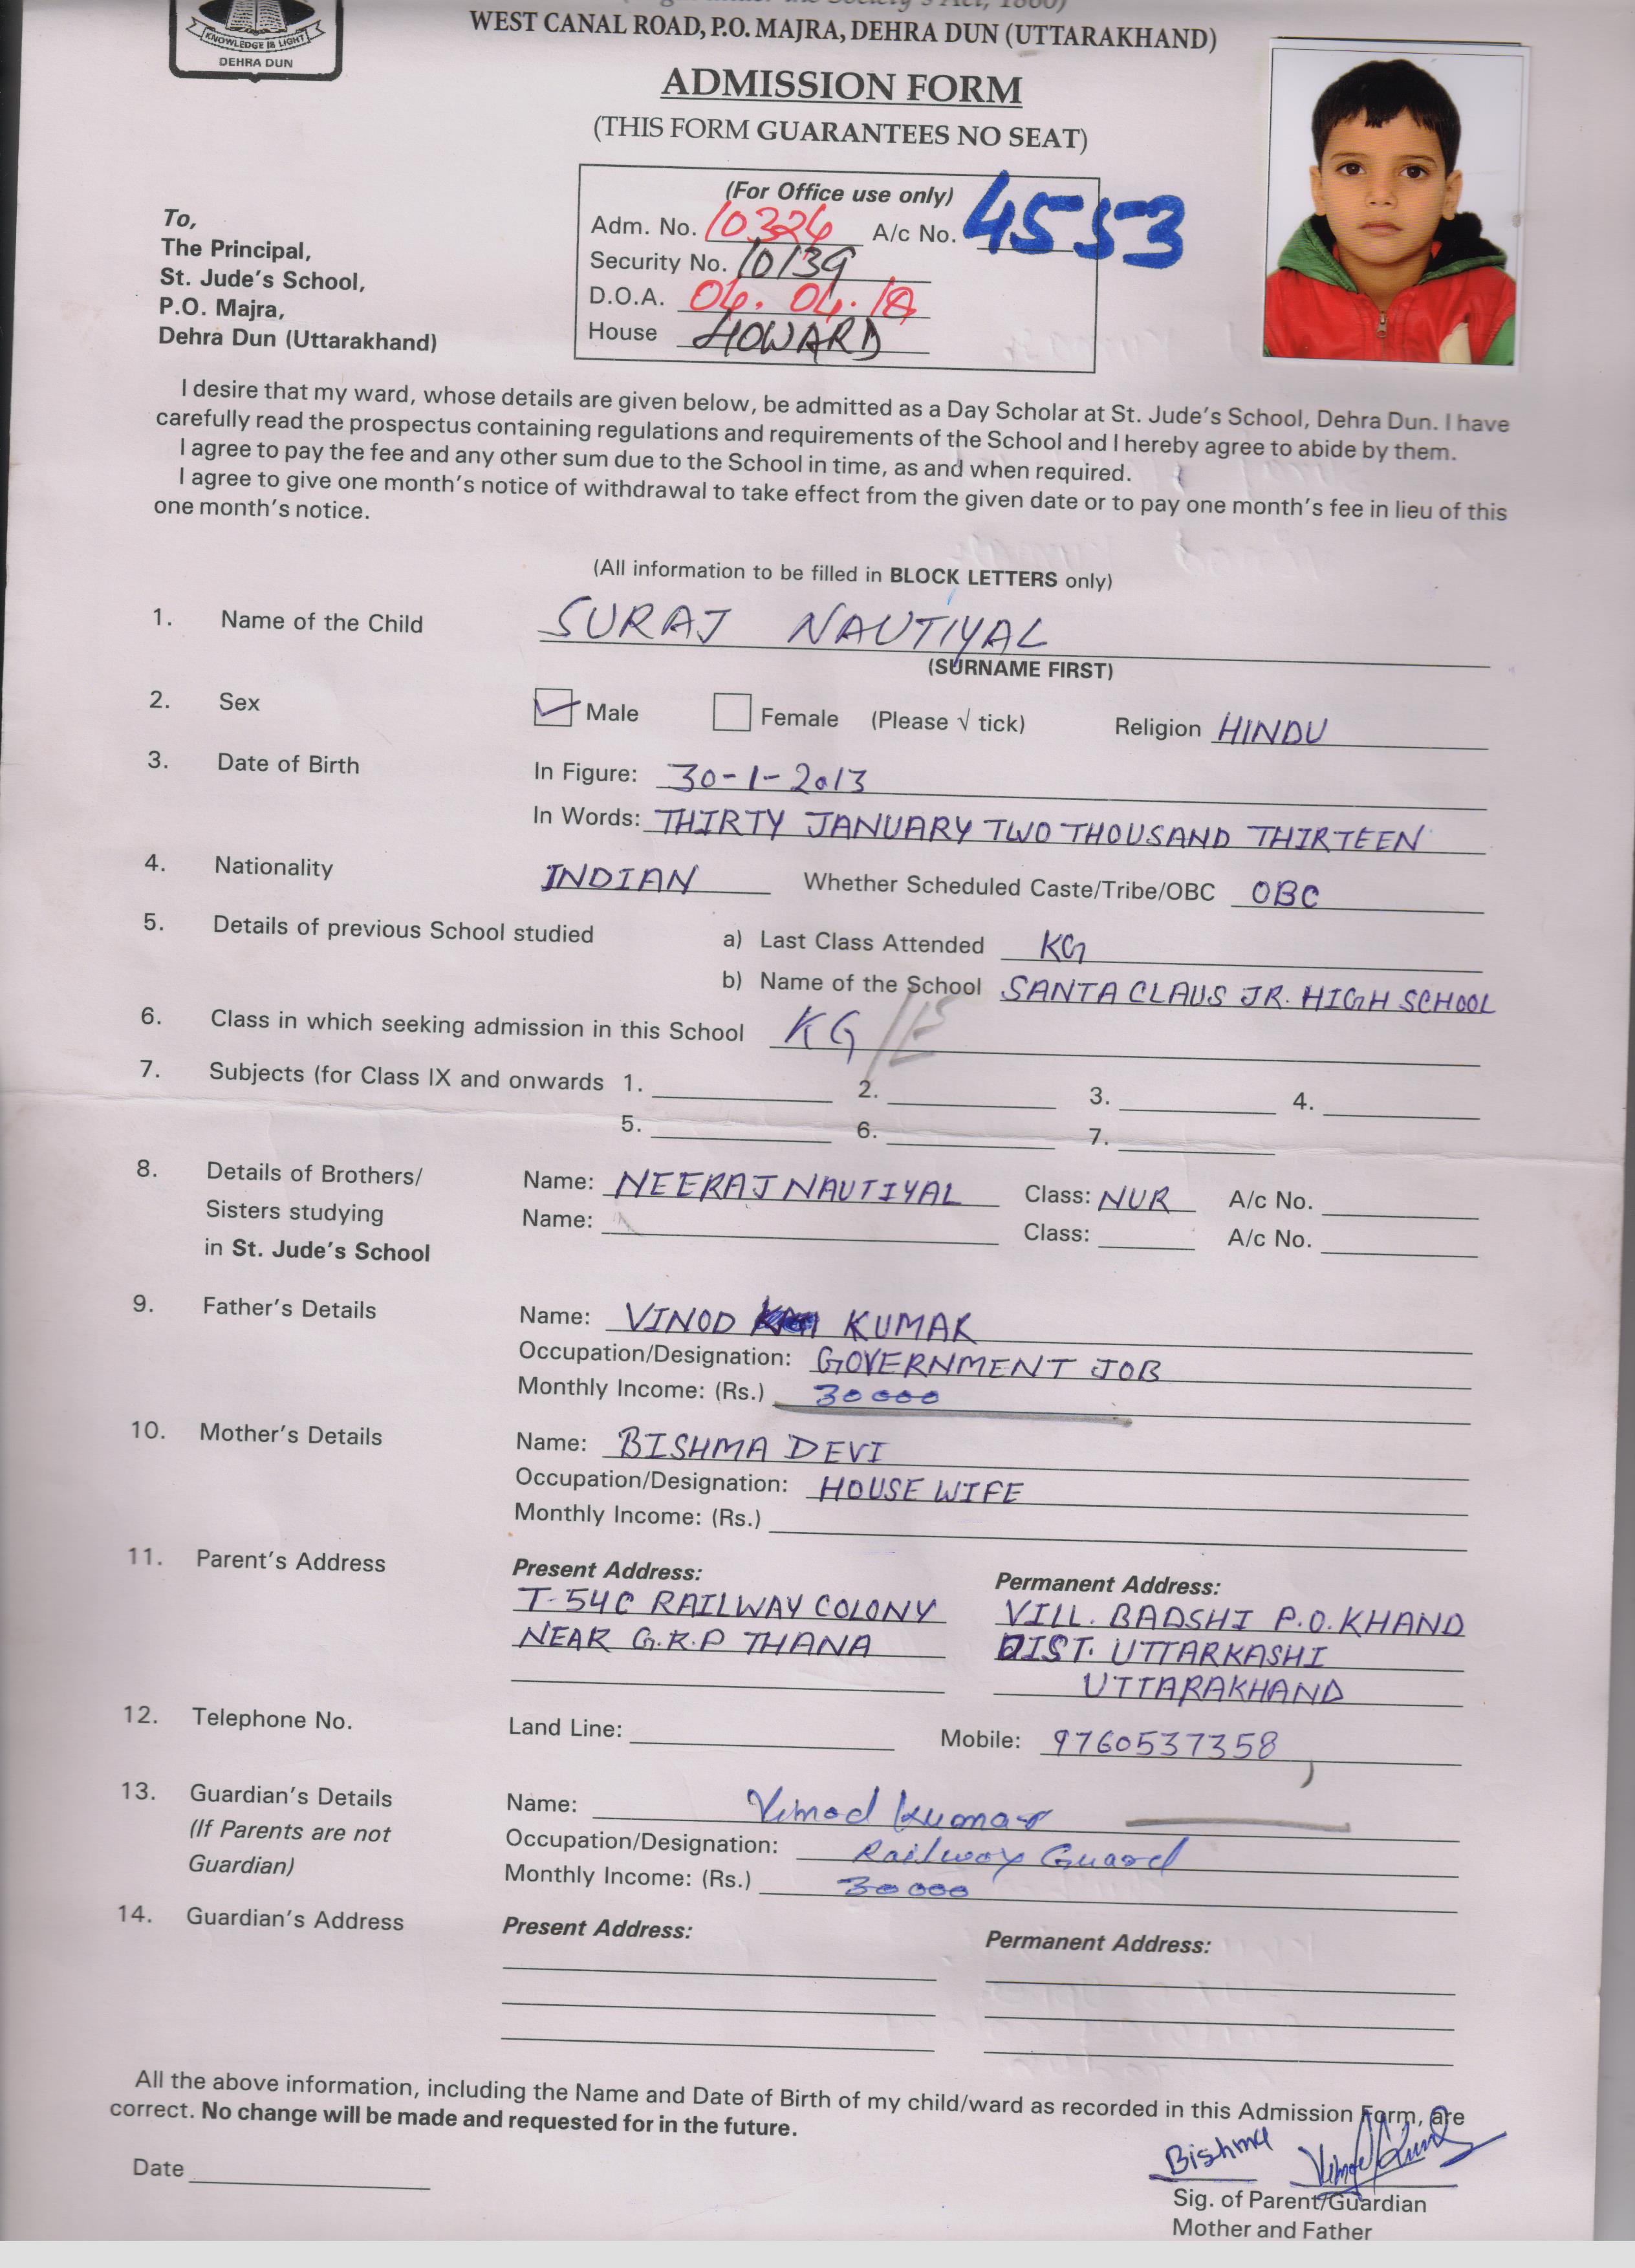 KNOWLEDGE IS LIGHT
DEHRA DUN
WEST CANAL ROAD, P.O. MAJRA, DEHRA DUN (UTTARAKHAND)
ADMISSION FORM
(THIS FORM GUARANTEES NO SEAT)
(For Office use only)
Adm. No. 10324 A/c No. 4553
Security No. 10139
D.O.A. 04.04.18
House HOWARD
To,
The Principal,
St. Jude's School,
P.O. Majra,
Dehra Dun (Uttarakhand)
I desire that my ward, whose details are given below, be admitted as a Day Scholar at St. Jude's School, Dehra Dun. I have
carefully read the prospectus containing regulations and requirements of the School and I hereby agree to abide by them.
I agree to pay the fee and any other sum due to the School in time, as and when required.
I agree to give one month's notice of withdrawal to take effect from the given date or to pay one month's fee in lieu of this
one month's notice.
(All information to be filled in BLOCK LETTERS only)
1. Name of the Child SURAJ NAUTIYAL
(SURNAME FIRST)
2. Sex Male Female (Please √ tick) Religion HINDU
3. Date of Birth In Figure: 30-1-2013
In Words: THIRTY JANUARY TWO THOUSAND THIRTEEN
4. Nationality INDIAN Whether Scheduled Caste/Tribe/OBC OBC
5. Details of previous School studied a) Last Class Attended KG
b) Name of the School SANTA CLAUS JR. HIGH SCHOOL
6. Class in which seeking admission in this School KG/E
7. Subjects (for Class IX and onwards 1. 2. 3. 4.
5. 6. 7.
8. Details of Brothers/ Name: NEERAJ NAUTIYAL Class: NUR A/c No.
Sisters studying Name: Class: A/c No.
in St. Jude's School
9. Father's Details Name: VINOD KUMAR
Occupation/Designation: GOVERNMENT JOB
Monthly Income: (Rs.) 30000
10. Mother's Details Name: BISHMA DEVI
Occupation/Designation: HOUSE WIFE
Monthly Income: (Rs.)
11. Parent's Address Present Address: Permanent Address:
T-54C RAILWAY COLONY VILL. BADSHI P.O. KHAND
NEAR G.R.P THANA DIST. UTTARKASHI
UTTARAKHAND
12. Telephone No. Land Line: Mobile: 9760537358
13. Guardian's Details Name: Vinod Kumar
(If Parents are not Occupation/Designation: Railway Guard
Guardian) Monthly Income: (Rs.) 30000
14. Guardian's Address Present Address: Permanent Address:
All the above information, including the Name and Date of Birth of my child/ward as recorded in this Admission Form, are
correct. No change will be made and requested for in the future.
Bishma Vinod Kumar
Date
Sig. of Parent/Guardian
Mother and Father